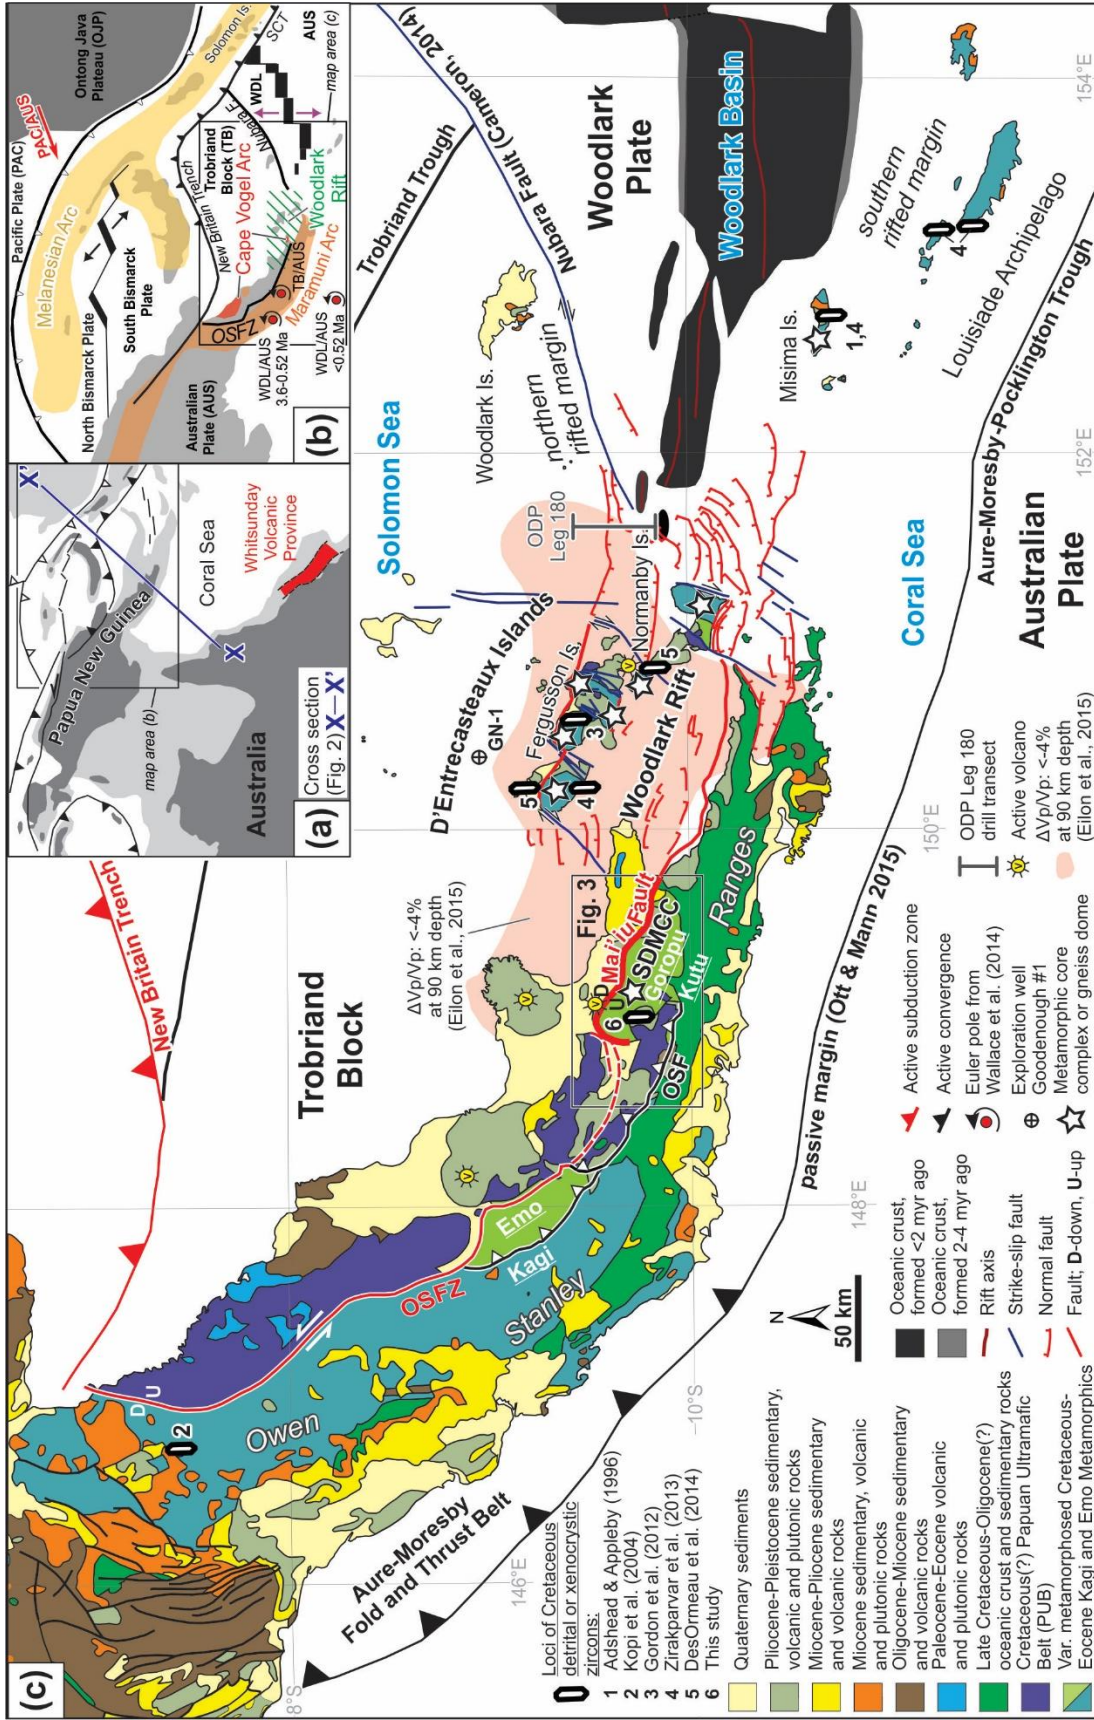 (a)
Papua New Guinea
X'
X
Coral Sea
Australia
map area (b)
Whitsunday
Volcanic
Province
Cross section
(Fig. 2) X—X'
(b)
Pacific Plate (PAC)
PAC/AUS
Ontong Java
Plateau (OJP)
Melanesian Arc
Solomon Is.
North Bismarck Plate
South Bismarck
Plate
New Britain Trench
SCT
Trobriand
Block (TB)
Cape Vogel Arc
Nubara F.
WDL
AUS
map area (c)
Woodlark
Rift
Australian
Plate (AUS)
OSFZ
TB/AUS
Maramuni Arc
WDL/AUS
3.6-0.52 Ma
WDL/AUS
<0.52 Ma
(c)
New Britain Trench
Trobriand
Block
Solomon Sea
Trobriand Trough
Nubara Fault (Cameron, 2014)
Woodlark Is.
northern
rifted margin
Woodlark
Plate
Woodlark Basin
ΔVp/Vp: <-4%
at 90 km depth
(Eilon et al., 2015)
D'Entrecasteaux Islands
GN-1
Fergusson Is.
Normanby Is.
ODP
Leg 180
5
4
3
5
Woodlark Rift
Fig. 3
Mai'iu Fault
D
U
6
SDMCC
Goropu
Kutu
OSF
Ranges
V
V
V
V
D
U
2
OSFZ
Emo
Kagi
Owen
Stanley
Misima Is.
1,4
4
southern
rifted margin
Louisiade Archipelago
Aure-Moresby-Pocklington Trough
Coral Sea
Australian
Plate
passive margin (Ott & Mann 2015)
Aure-Moresby
Fold and Thrust Belt
8°S
10°S
146°E
148°E
150°E
152°E
154°E
N
50 km
Loci of Cretaceous
detrital or xenocrystic
zircons:
1 Adshead & Appleby (1996)
2 Kopi et al. (2004)
3 Gordon et al. (2012)
4 Zirakparvar et al. (2013)
5 DesOrmeau et al. (2014)
6 This study
Quaternary sediments
Pliocene-Pleistocene sedimentary,
volcanic and plutonic rocks
Miocene-Pliocene sedimentary
and volcanic rocks
Miocene sedimentary, volcanic
and plutonic rocks
Oligocene-Miocene sedimentary
and volcanic rocks
Paleocene-Eocene volcanic
and plutonic rocks
Late Cretaceous-Oligocene(?)
oceanic crust and sedimentary rocks
Cretaceous(?) Papuan Ultramafic
Belt (PUB)
Var. metamorphosed Cretaceous-
Eocene Kagi and Emo Metamorphics
Oceanic crust,
formed <2 myr ago
Oceanic crust,
formed 2-4 myr ago
Rift axis
Strike-slip fault
Normal fault
Fault; D-down, U-up
Active subduction zone
Active convergence
Euler pole from
Wallace et al. (2014)
Exploration well
Goodenough #1
Metamorphic core
complex or gneiss dome
ODP Leg 180
drill transect
V
Active volcano
ΔVp/Vp: <-4%
at 90 km depth
(Eilon et al., 2015)